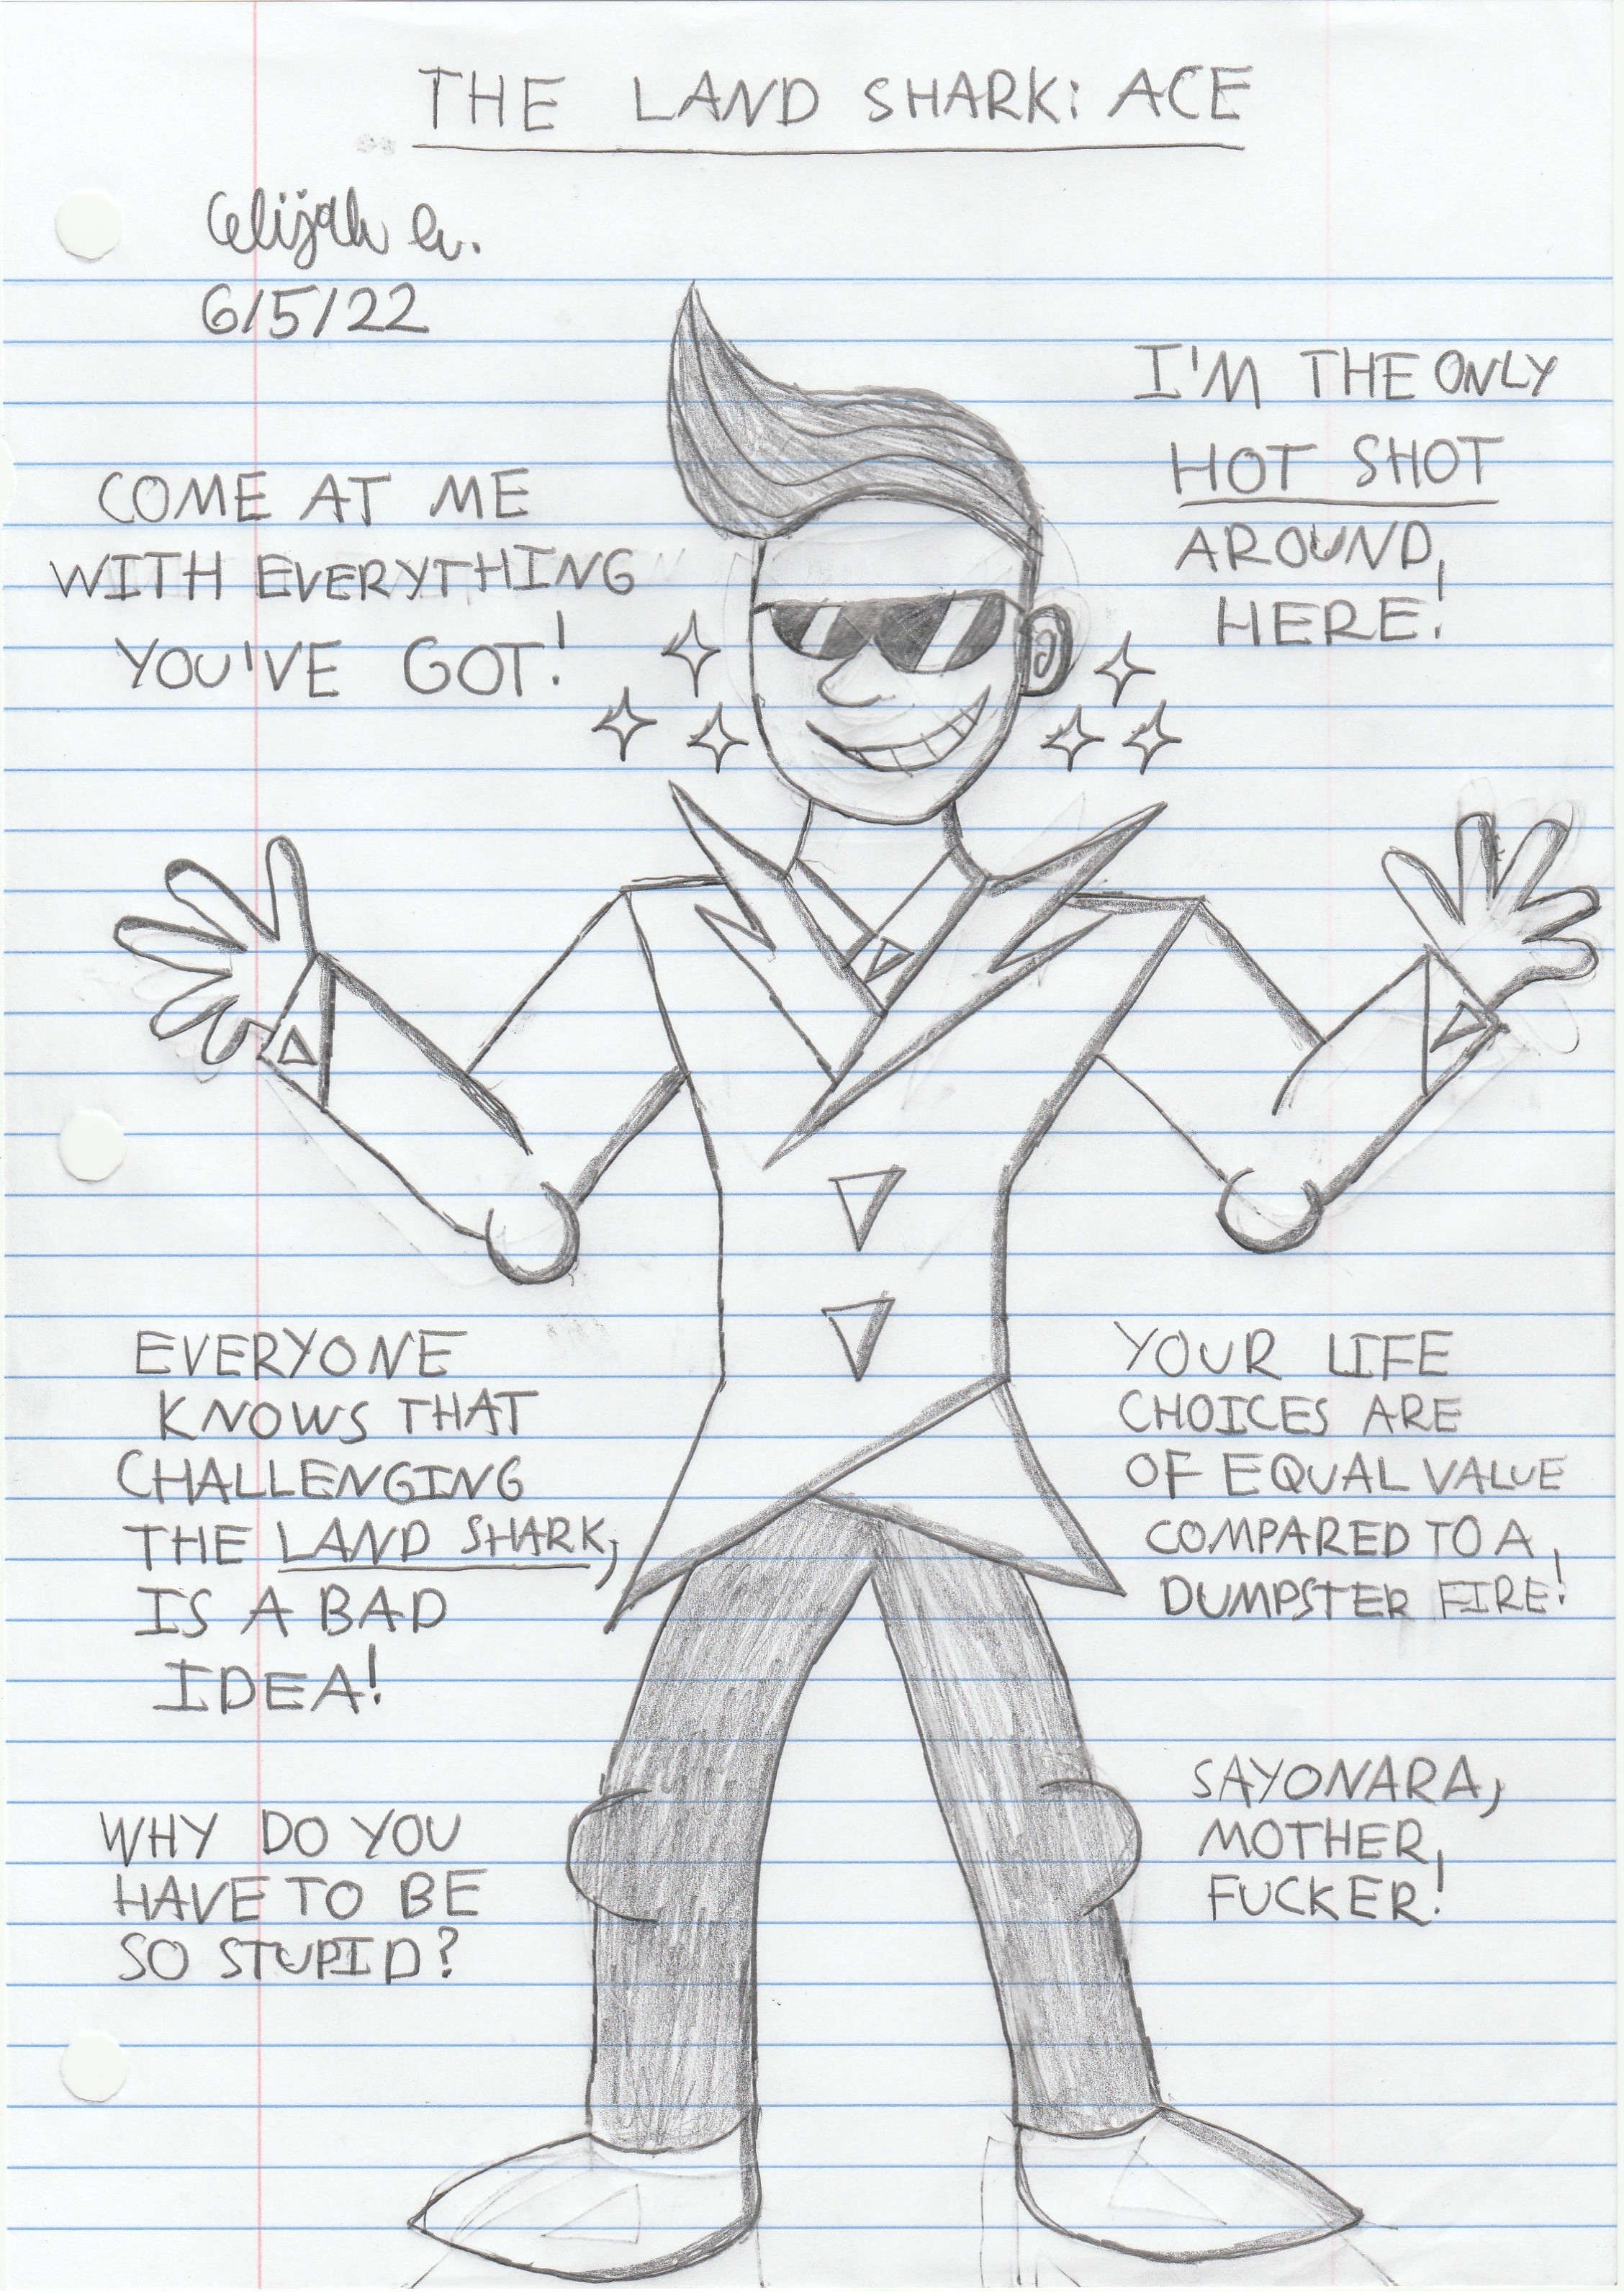 THE LAND SHARK: ACE
Elijah G.
6/5/22
I'M THE ONLY
HOT SHOT
AROUND,
HERE!
COME AT ME
WITH EVERYTHING
YOU'VE GOT!
EVERYONE
KNOWS THAT
CHALLENGING
THE LAND SHARK,
IS A BAD
IDEA!
YOUR LIFE
CHOICES ARE
OF EQUAL VALUE
COMPARED TO A
DUMPSTER FIRE!
WHY DO YOU
HAVE TO BE
SO STUPID?
SAYONARA,
MOTHER,
FUCKER!